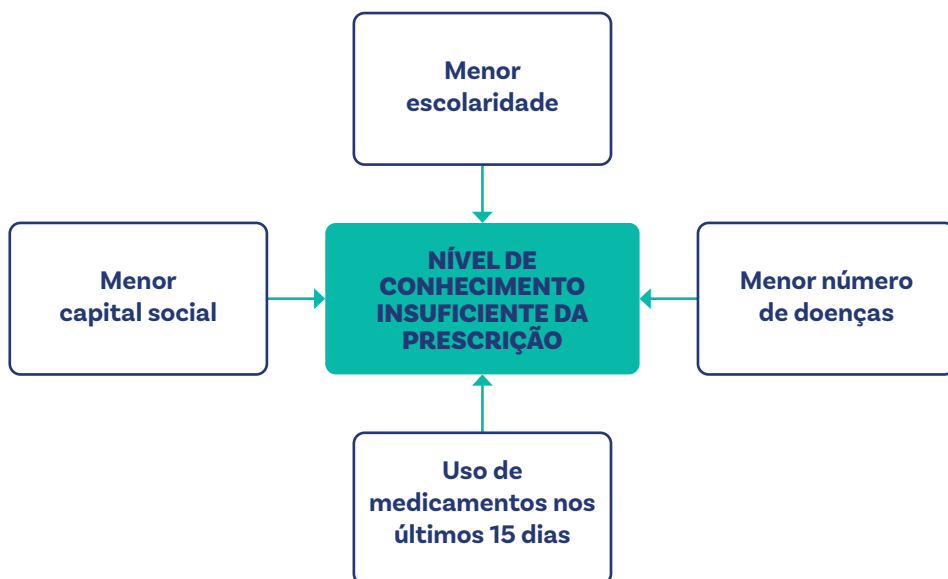 Menor
escolaridade
Menor
capital social
NÍVEL DE
CONHECIMENTO
INSUFICIENTE DA
PRESCRIÇÃO
Menor número
de doenças
Uso de
medicamentos nos
últimos 15 dias